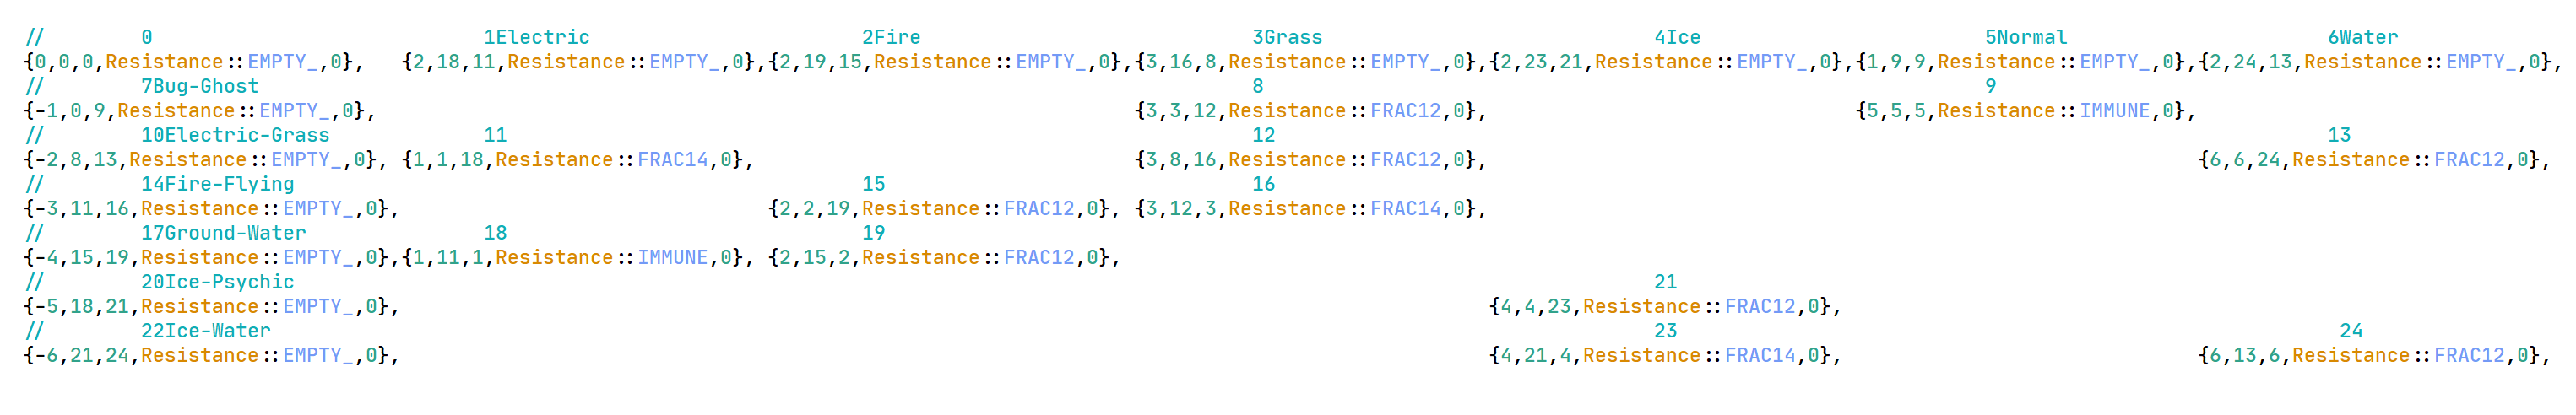 // 0 1Electric 2Fire 3Grass 4Ice 5Normal 6Water
{0,0,0,Resistance::EMPTY_,0}, {2,18,11,Resistance::EMPTY_,0},{2,19,15,Resistance::EMPTY_,0},{3,16,8,Resistance::EMPTY_,0},{2,23,21,Resistance::EMPTY_,0},{1,9,9,Resistance::EMPTY_,0},{2,24,13,Resistance::EMPTY_,0},
// 7Bug-Ghost 8 9
{-1,0,9,Resistance::EMPTY_,0}, {3,3,12,Resistance::FRAC12,0}, {5,5,5,Resistance::IMMUNE,0},
// 10Electric-Grass 11 12 13
{-2,8,13,Resistance::EMPTY_,0}, {1,1,18,Resistance::FRAC14,0}, {3,8,16,Resistance::FRAC12,0}, {6,6,24,Resistance::FRAC12,0},
// 14Fire-Flying 15 16
{-3,11,16,Resistance::EMPTY_,0}, {2,2,19,Resistance::FRAC12,0}, {3,12,3,Resistance::FRAC14,0},
// 17Ground-Water 18 19
{-4,15,19,Resistance::EMPTY_,0},{1,11,1,Resistance::IMMUNE,0}, {2,15,2,Resistance::FRAC12,0},
// 20Ice-Psychic 21
{-5,18,21,Resistance::EMPTY_,0}, {4,4,23,Resistance::FRAC12,0},
// 22Ice-Water 23 24
{-6,21,24,Resistance::EMPTY_,0}, {4,21,4,Resistance::FRAC14,0}, {6,13,6,Resistance::FRAC12,0},